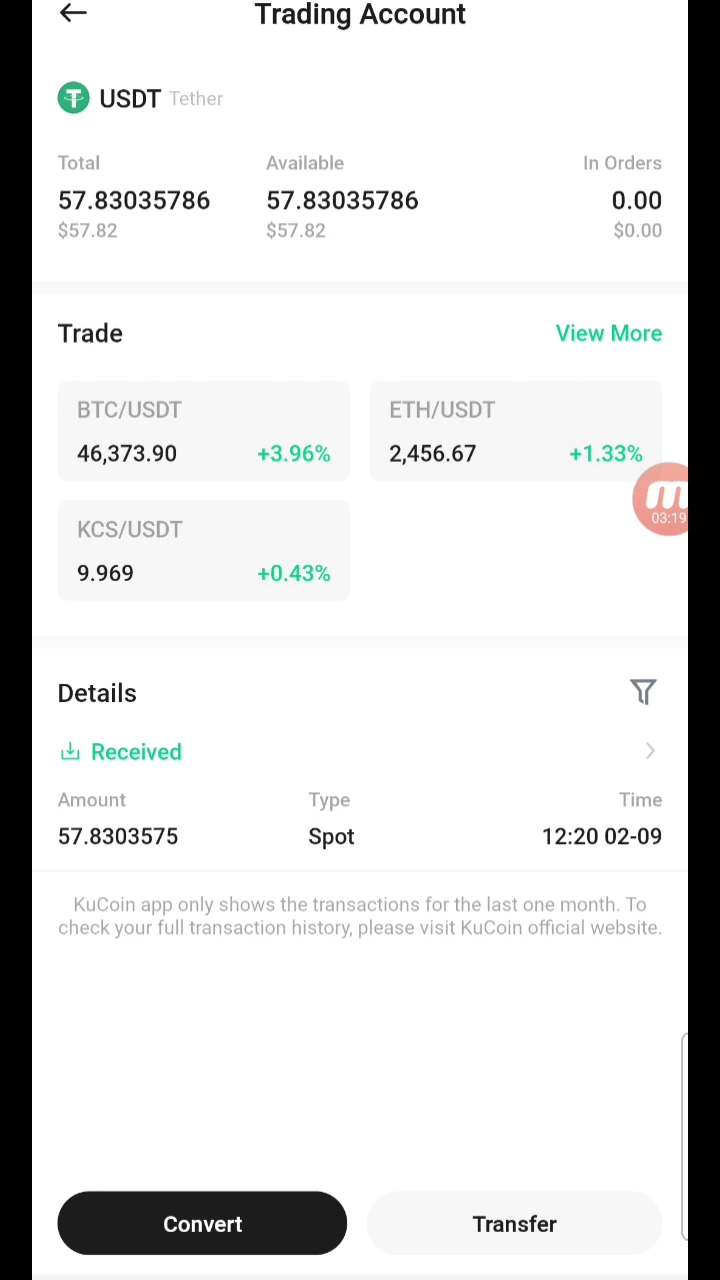 Trading Account
USDT Tether
Total Available In Orders
57.83035786 57.83035786 0.00
$57.82 $57.82 $0.00
Trade View More
BTC/USDT ETH/USDT
46,373.90 +3.96% 2,456.67 +1.33%
m
03:19
KCS/USDT
9.969 +0.43%
Details
Received
Amount Type Time
57.8303575 Spot 12:20 02-09
KuCoin app only shows the transactions for the last one month. To
check your full transaction history, please visit KuCoin official website.
Convert Transfer